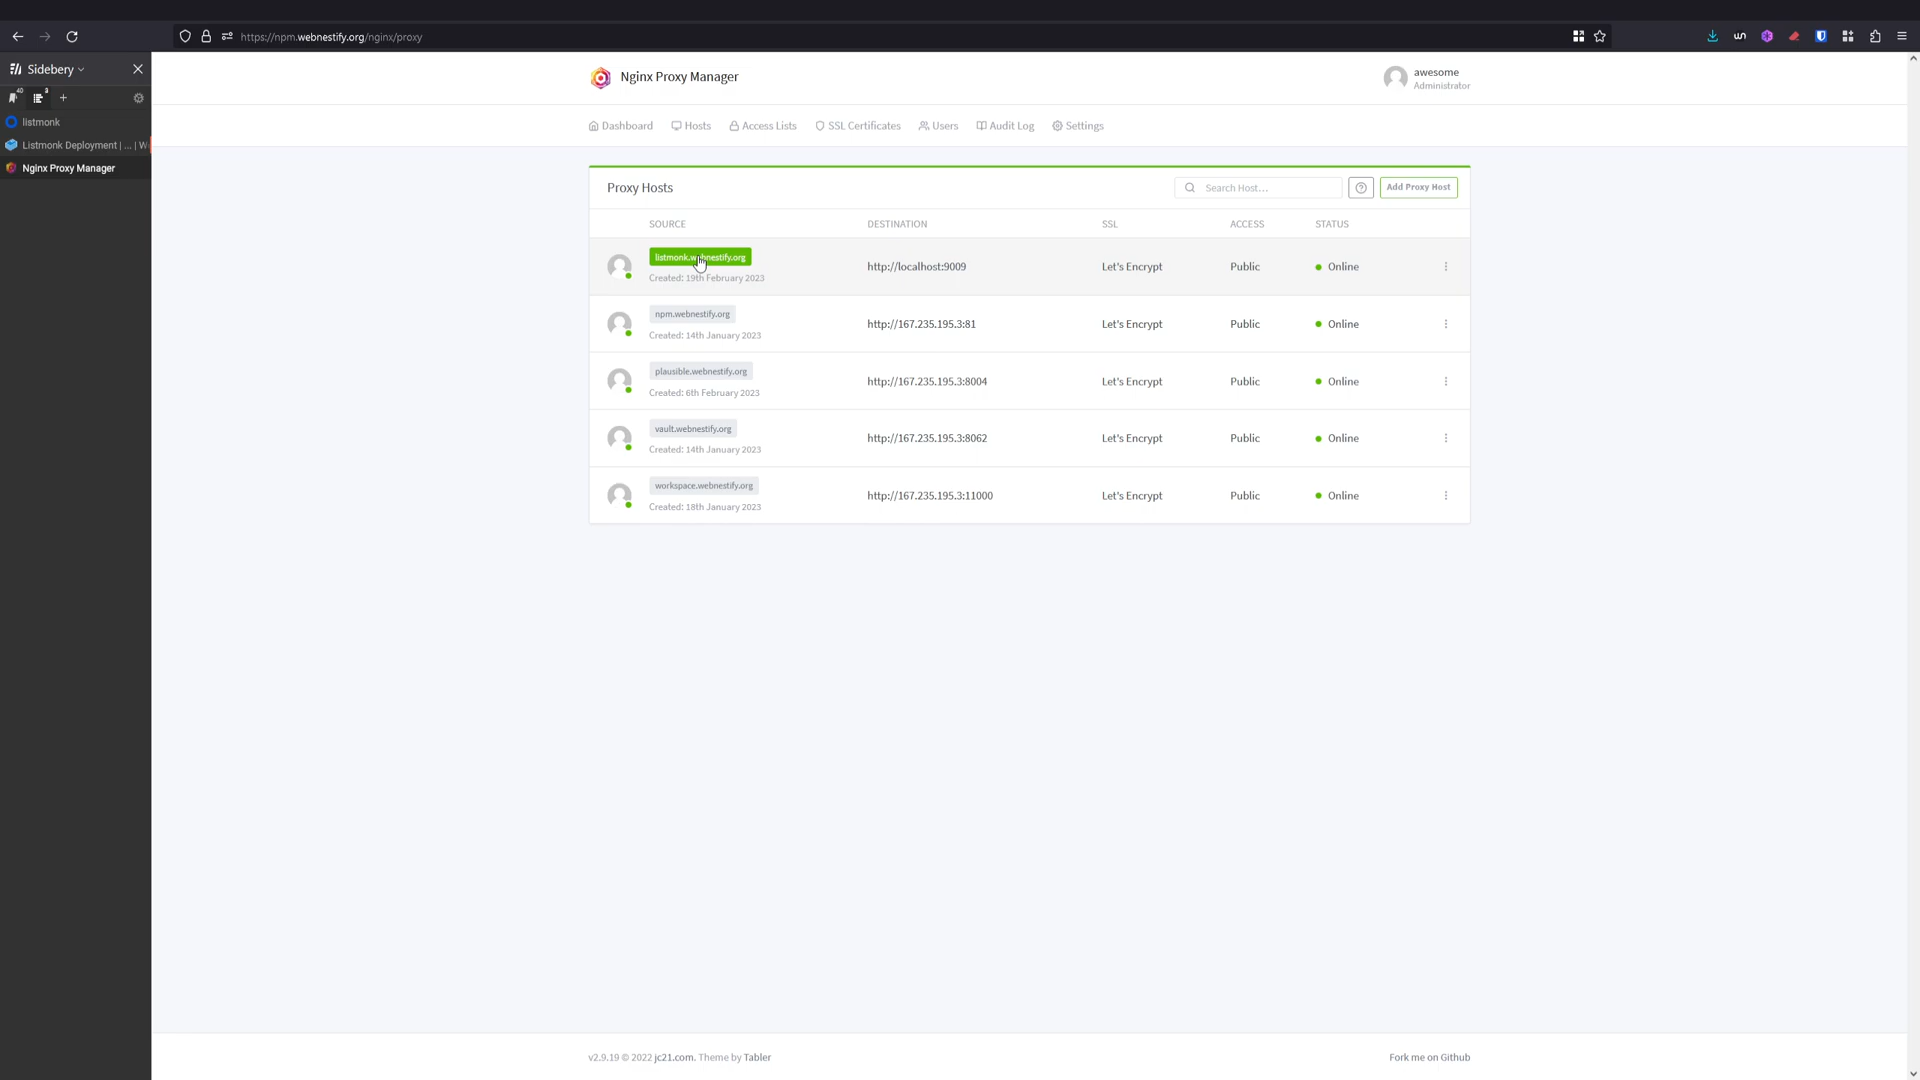 https://npm.webnestify.org/nginx/proxy
Sidebery
40
3
listmonk
Listmonk Deployment | ... | W
Nginx Proxy Manager
Nginx Proxy Manager
awesome
Administrator
Dashboard
Hosts
Access Lists
SSL Certificates
Users
Audit Log
Settings
Proxy Hosts
Search Host…
Add Proxy Host
SOURCE DESTINATION SSL ACCESS STATUS
listmonk.webnestify.org
Created: 19th February 2023
http://localhost:9009 Let's Encrypt Public Online
npm.webnestify.org
Created: 14th January 2023
http://167.235.195.3:81 Let's Encrypt Public Online
plausible.webnestify.org
Created: 6th February 2023
http://167.235.195.3:8004 Let's Encrypt Public Online
vault.webnestify.org
Created: 14th January 2023
http://167.235.195.3:8062 Let's Encrypt Public Online
workspace.webnestify.org
Created: 18th January 2023
http://167.235.195.3:11000 Let's Encrypt Public Online
v2.9.19 © 2022 jc21.com. Theme by Tabler
Fork me on Github